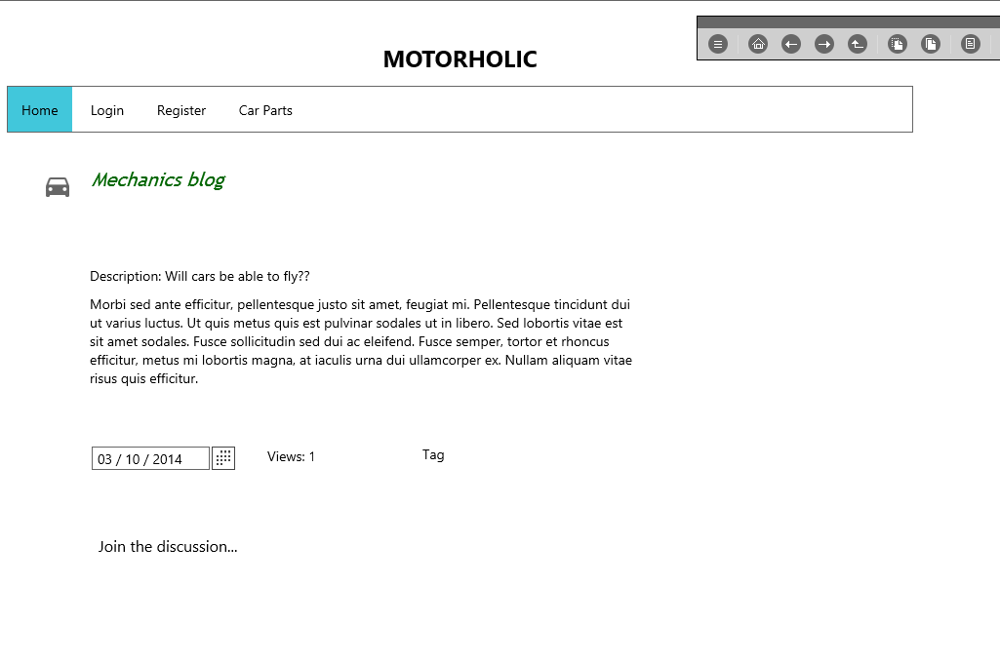 MOTORHOLIC
Home Login Register Car Parts
Mechanics blog
Description: Will cars be able to fly??
Morbi sed ante efficitur, pellentesque justo sit amet, feugiat mi. Pellentesque tincidunt dui
ut varius luctus. Ut quis metus quis est pulvinar sodales ut in libero. Sed lobortis vitae est
sit amet sodales. Fusce sollicitudin sed dui ac eleifend. Fusce semper, tortor et rhoncus
efficitur, metus mi lobortis magna, at iaculis urna dui ullamcorper ex. Nullam aliquam vitae
risus quis efficitur.
03 / 10 / 2014 Views: 1 Tag
Join the discussion...